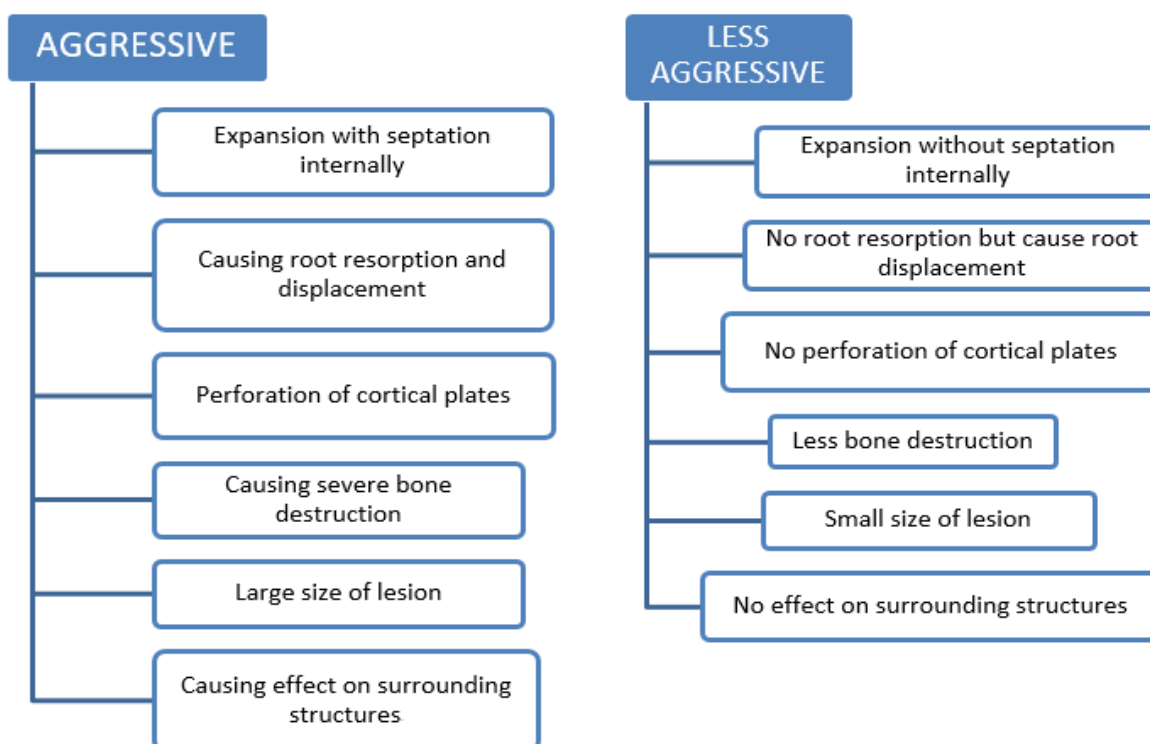 AGGRESSIVE
Expansion with septation
internally
Causing root resorption and
displacement
Perforation of cortical plates
Causing severe bone
destruction
Large size of lesion
Causing effect on surrounding
structures
LESS
AGGRESSIVE
Expansion without septation
internally
No root resorption but cause root
displacement
No perforation of cortical plates
Less bone destruction
Small size of lesion
No effect on surrounding structures